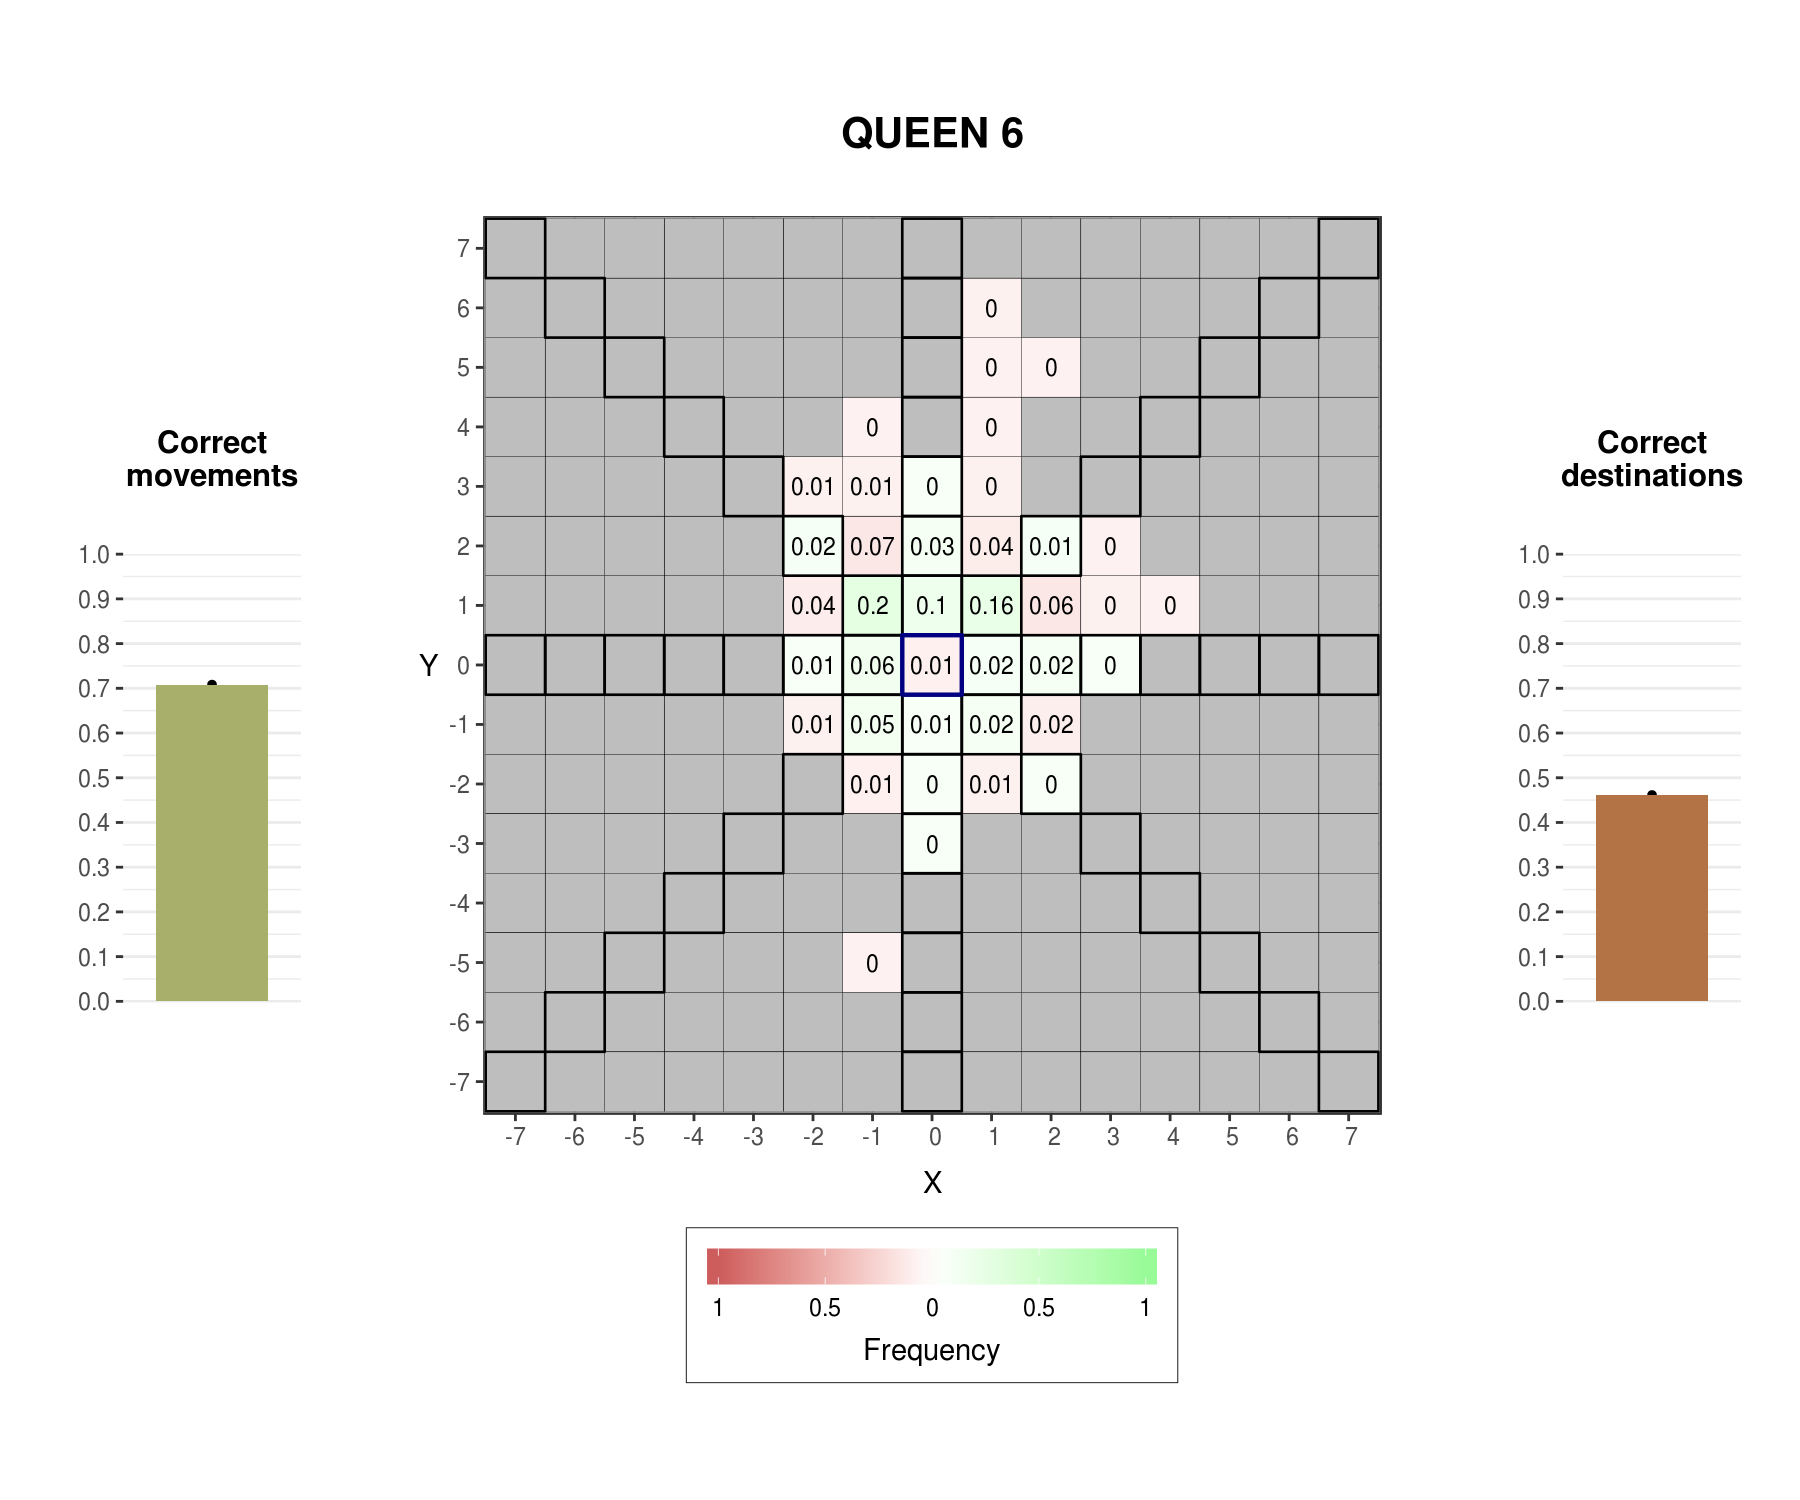 QUEEN 6
Correct
movements
1.0
0.9
0.8
0.7
0.6
0.5
0.4
0.3
0.2
0.1
0.0
Y
7
6 0
5 0 0
4 0 0
3 0.01 0.01 0 0
2 0.02 0.07 0.03 0.04 0.01 0
1 0.04 0.2 0.1 0.16 0.06 0 0
0 0.01 0.06 0.01 0.02 0.02 0
-1 0.01 0.05 0.01 0.02 0.02
-2 0.01 0 0.01 0
-3 0
-4
-5 0
-6
-7
-7 -6 -5 -4 -3 -2 -1 0 1 2 3 4 5 6 7
X
1 0.5 0 0.5 1
Frequency
Correct
destinations
1.0
0.9
0.8
0.7
0.6
0.5
0.4
0.3
0.2
0.1
0.0